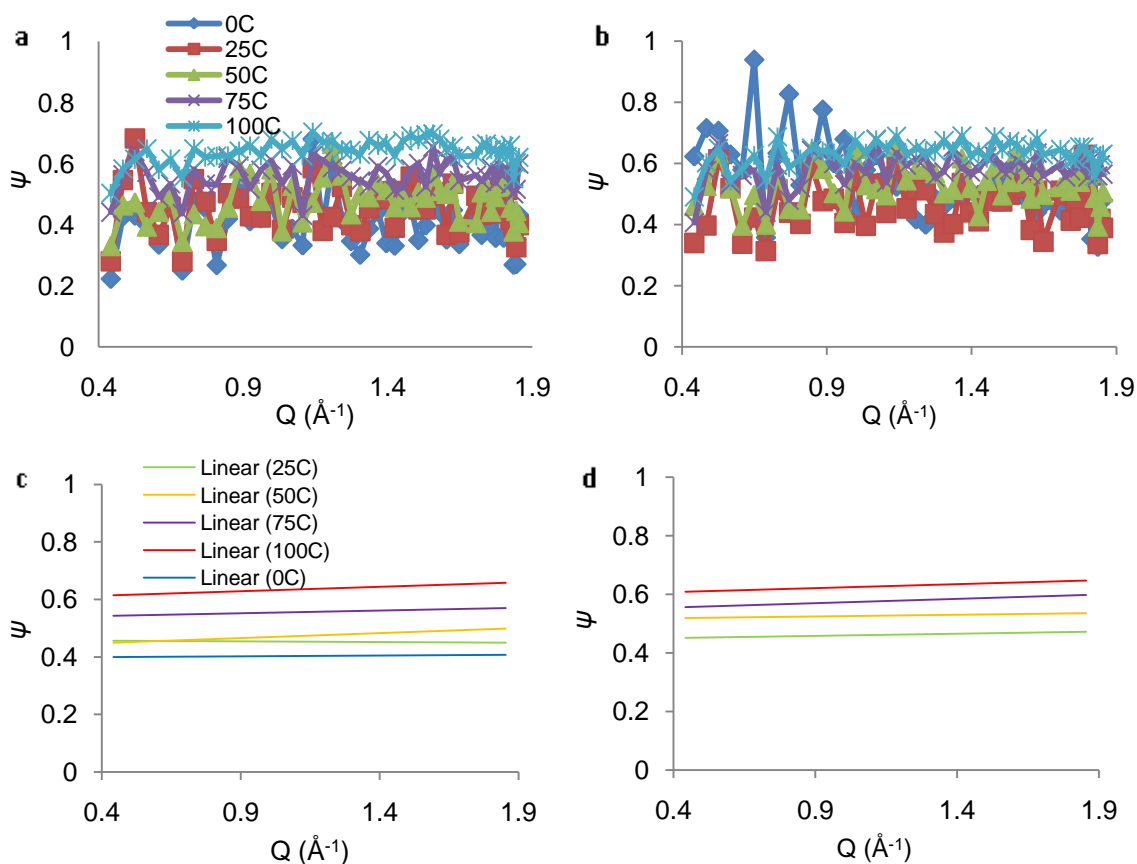 a
0C
25C
50C
75C
100C
1
0.8
0.6
0.4
0.2
0
ψ
0.4 0.9 1.4 1.9
Q (Å-1)
b
1
0.8
0.6
0.4
0.2
0
ψ
0.4 0.9 1.4 1.9
Q (Å-1)
c
Linear (25C)
Linear (50C)
Linear (75C)
Linear (100C)
Linear (0C)
1
0.8
0.6
0.4
0.2
0
ψ
0.4 0.9 1.4 1.9
Q (Å-1)
d
1
0.8
0.6
0.4
0.2
0
ψ
0.4 0.9 1.4 1.9
Q (Å-1)